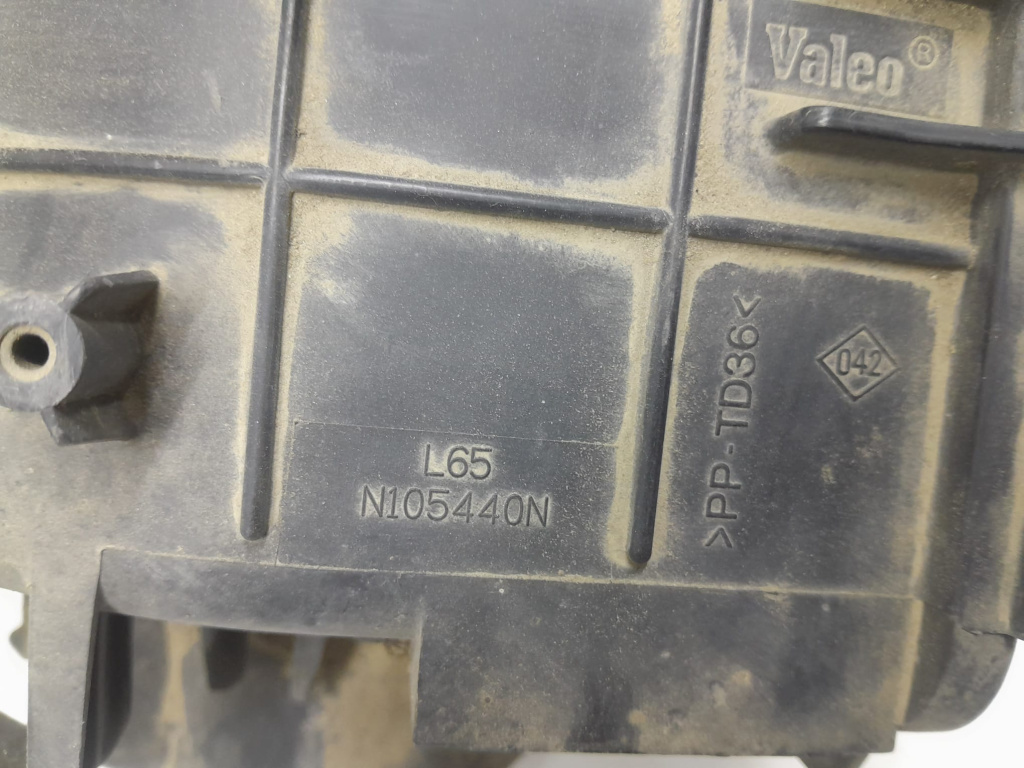 Valeo®
>PP-TD36<
042
L65
N105440N